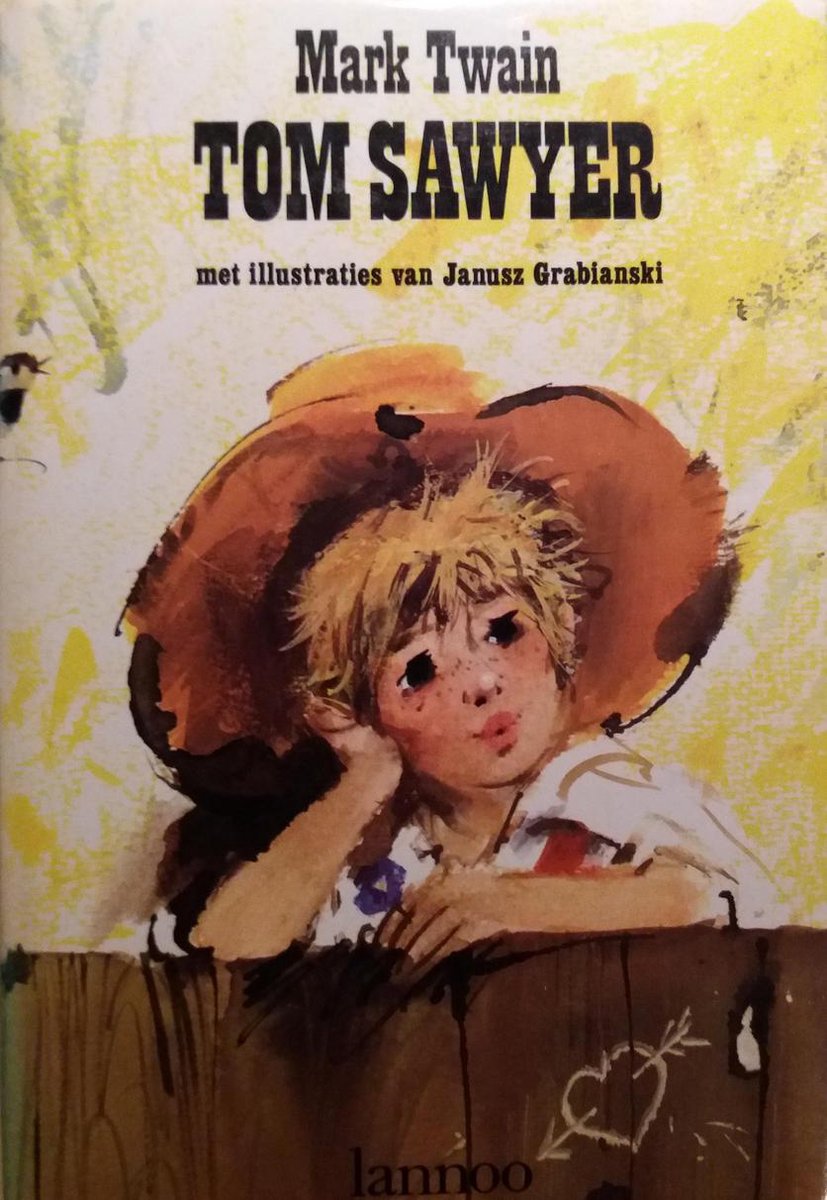 Mark Twain
TOM SAWYER
met illustraties van Janusz Grabianski
lannoo